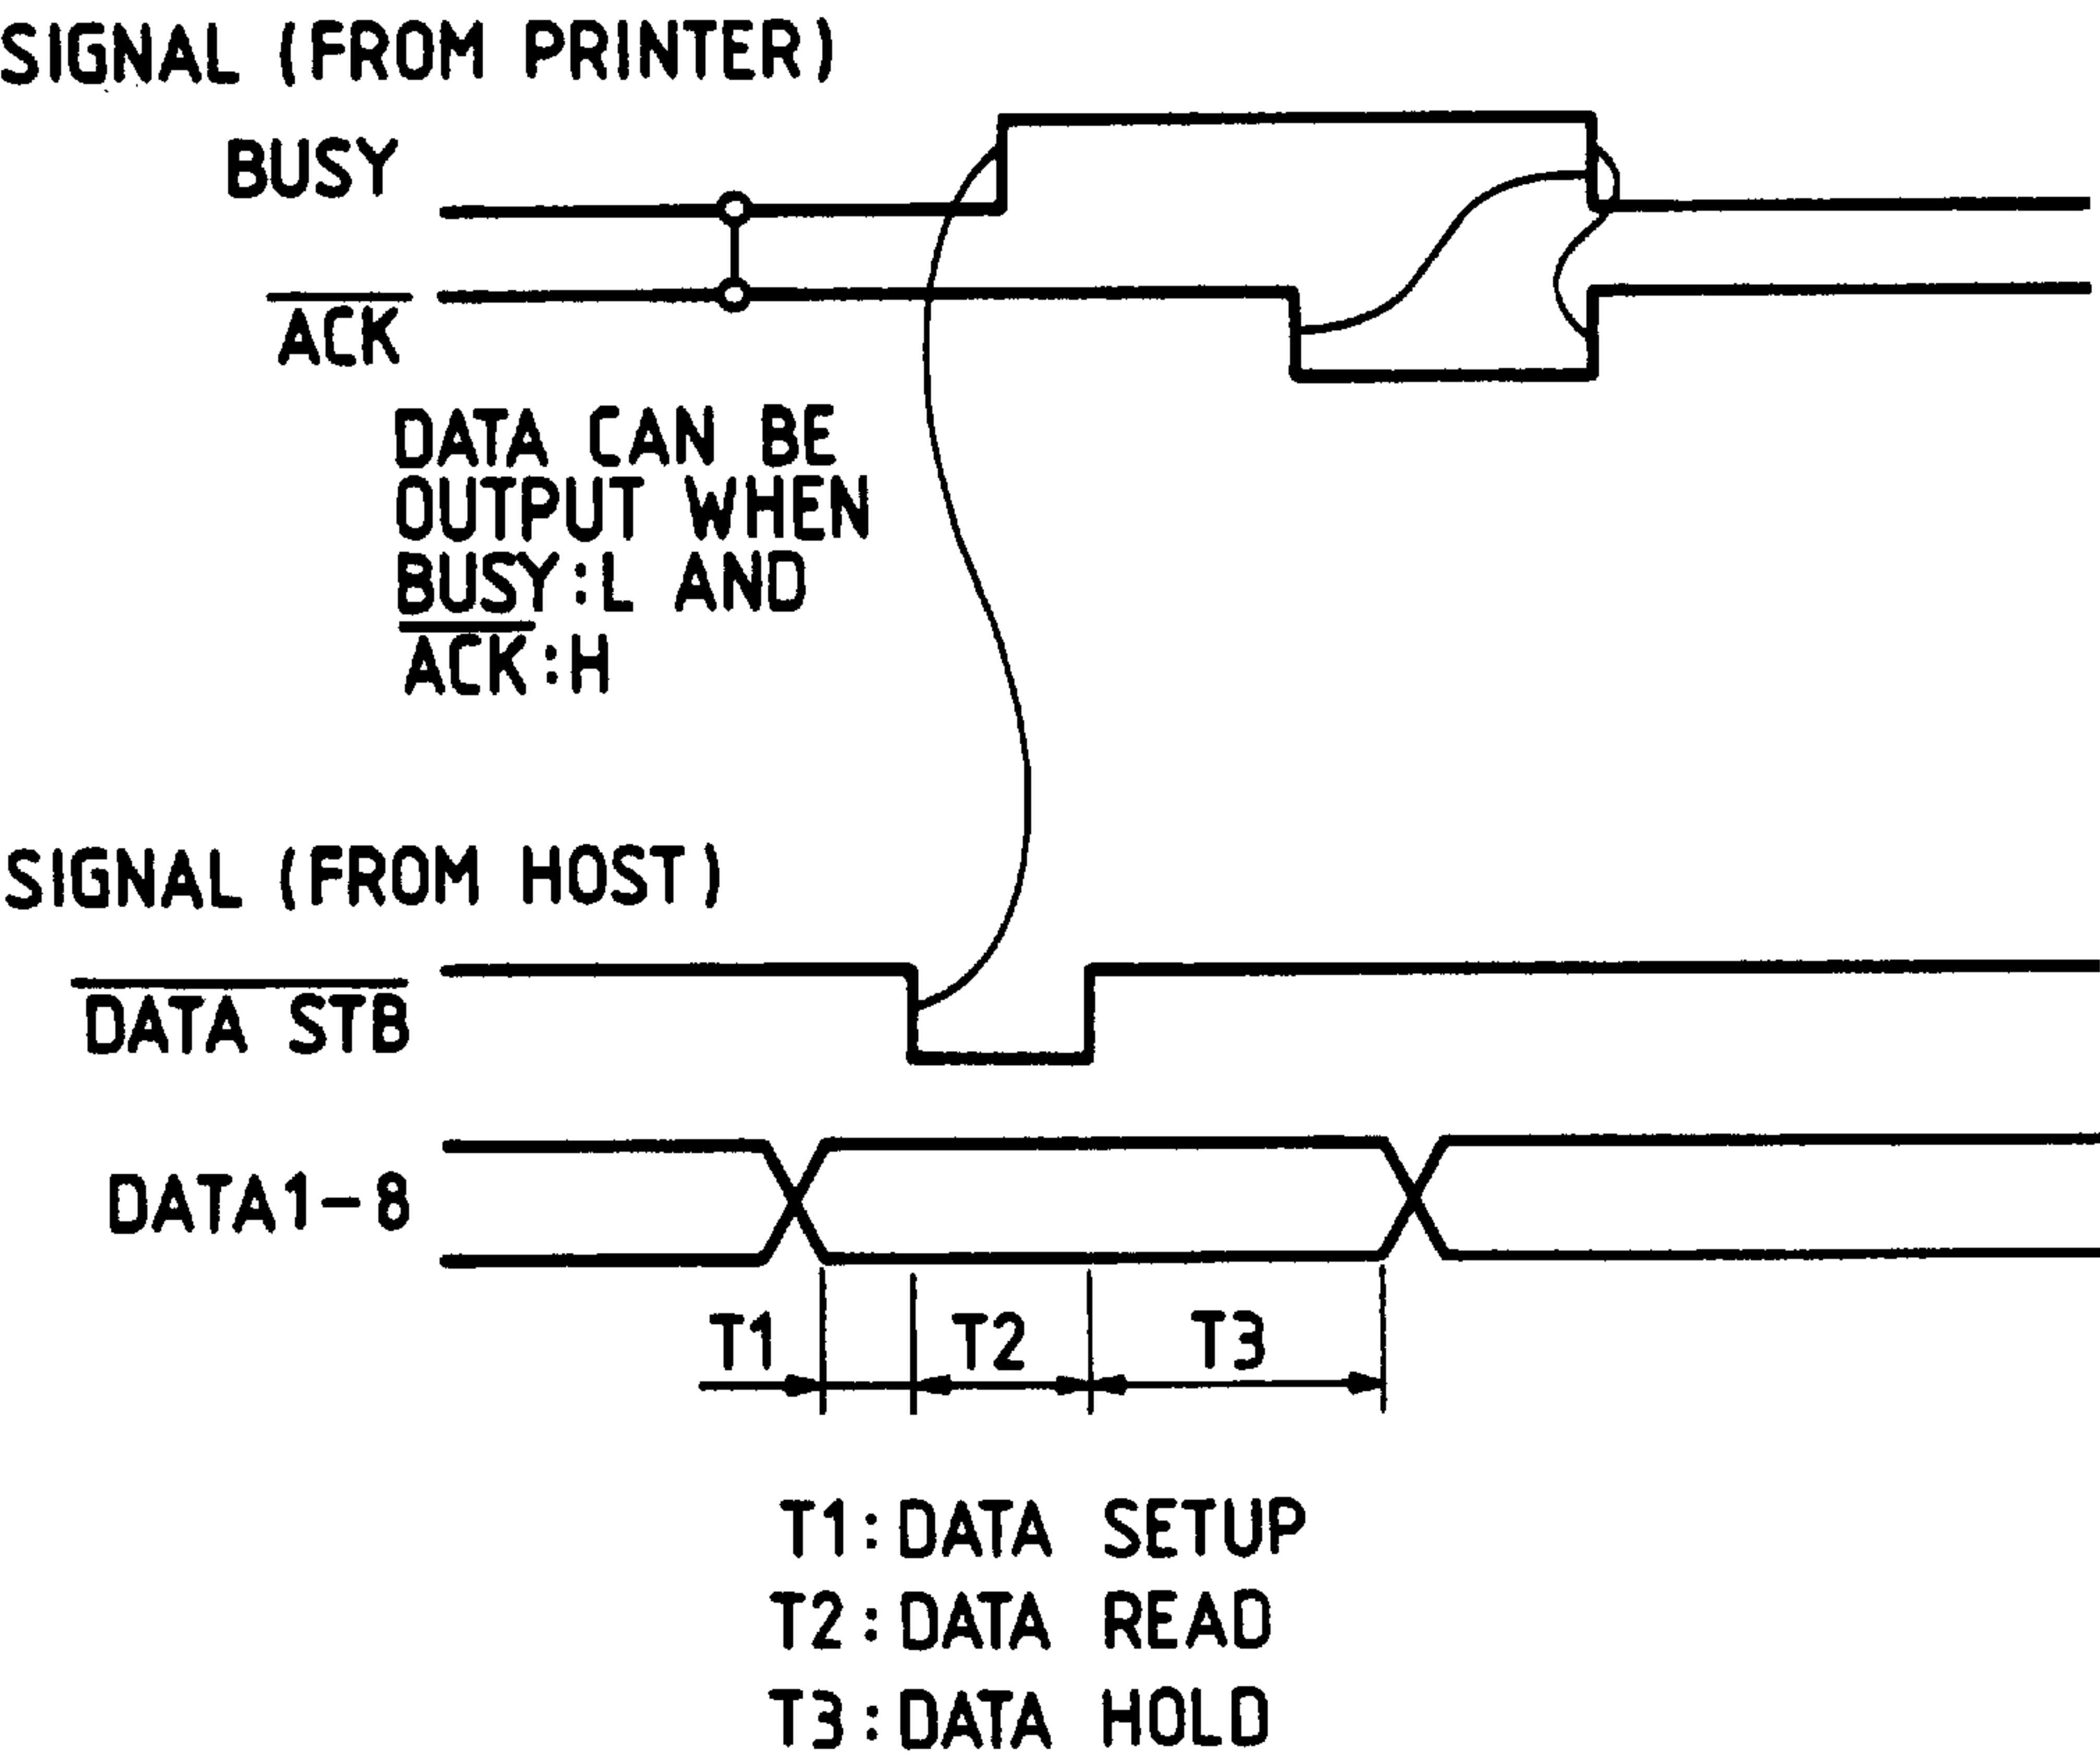 SIGNAL (FROM PRINTER)
BUSY
ACK
DATA CAN BE
OUTPUT WHEN
BUSY:L AND
ACK:H
SIGNAL (FROM HOST)
DATA STB
DATA1-8
T1 T2 T3
T1:DATA SETUP
T2:DATA READ
T3:DATA HOLD